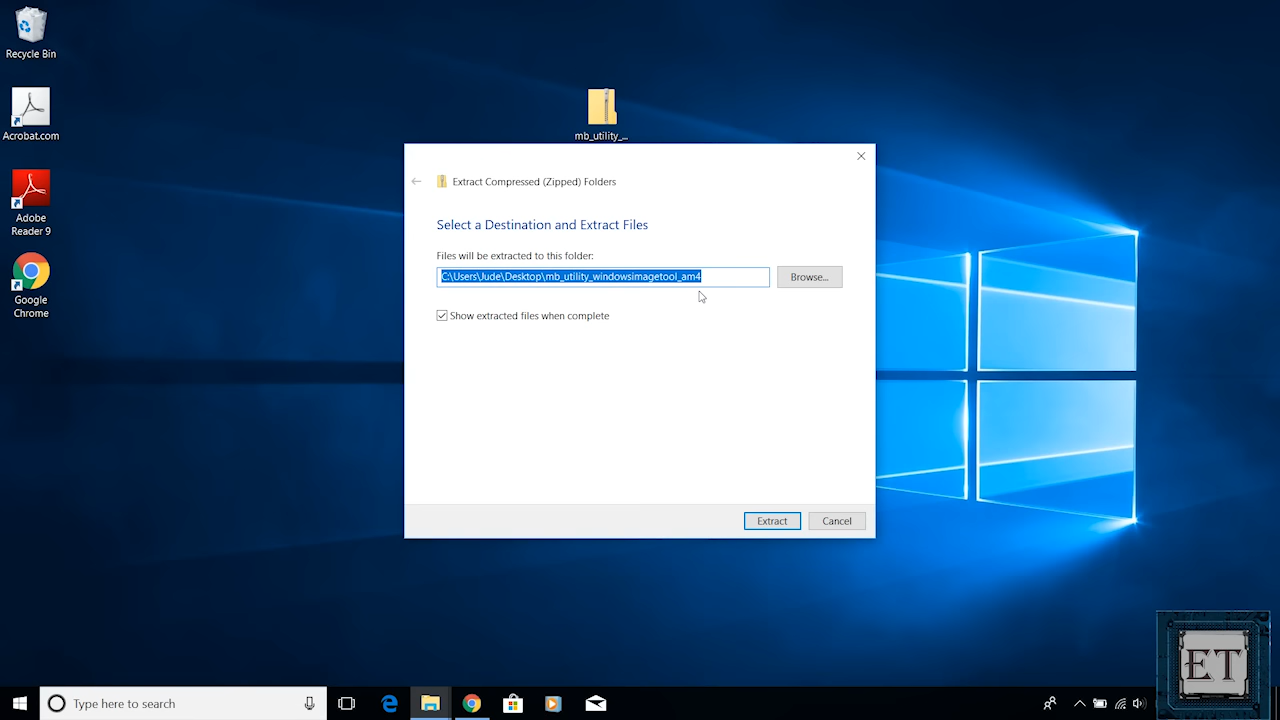 Recycle Bin
Acrobat.com
Adobe
Reader 9
Google
Chrome
mb_utility_...
Extract Compressed (Zipped) Folders
Select a Destination and Extract Files
Files will be extracted to this folder:
C:\Users\Jude\Desktop\mb_utility_windowsimagetool_am4
Browse...
Show extracted files when complete
Extract
Cancel
Type here to search
ET